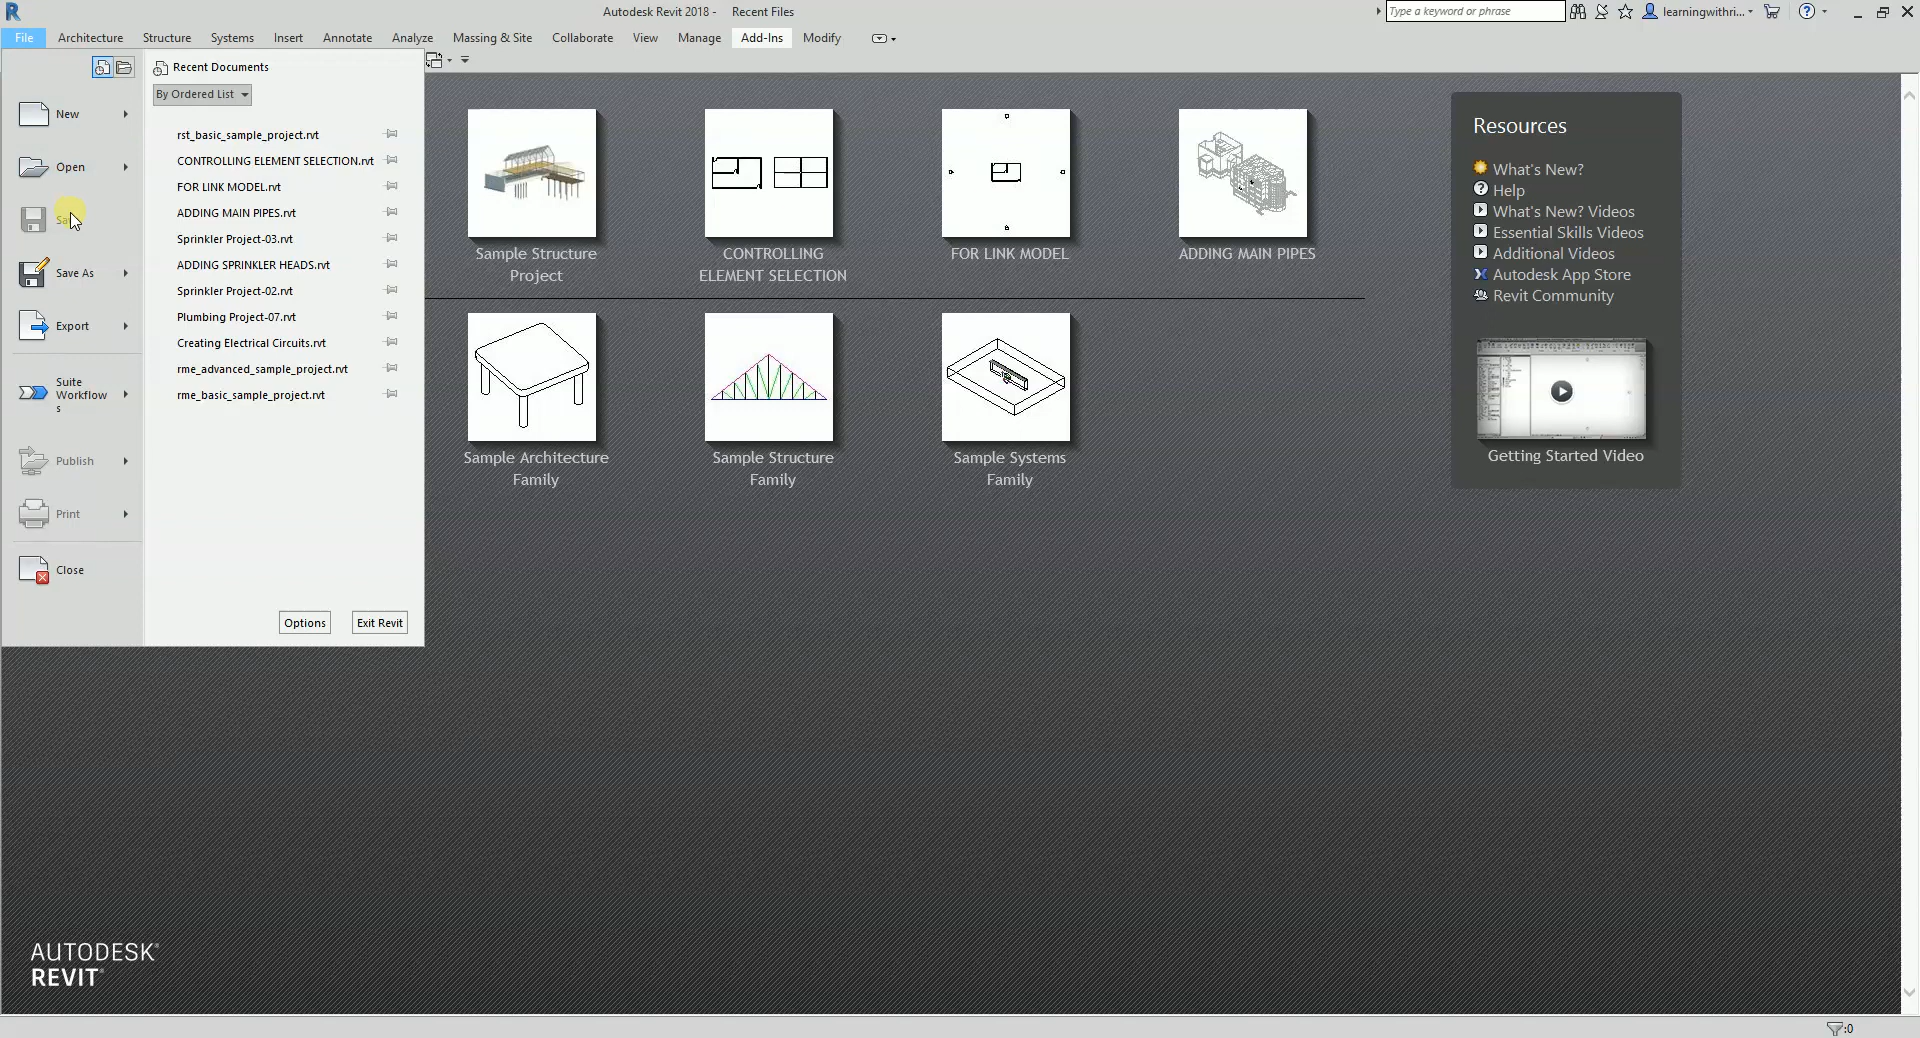 Autodesk Revit 2018 - Recent Files
Type a keyword or phrase
learningwithri...
File Architecture Structure Systems Insert Annotate Analyze Massing & Site Collaborate View Manage Add-Ins Modify
Recent Documents
By Ordered List
New
Open
Save As
Export
Suite
Workflow
s
Publish
Print
Close
rst_basic_sample_project.rvt
CONTROLLING ELEMENT SELECTION.rvt
FOR LINK MODEL.rvt
ADDING MAIN PIPES.rvt
Sprinkler Project-03.rvt
ADDING SPRINKLER HEADS.rvt
Sprinkler Project-02.rvt
Plumbing Project-07.rvt
Creating Electrical Circuits.rvt
rme_advanced_sample_project.rvt
rme_basic_sample_project.rvt
Options
Exit Revit
Sample Structure
Project
CONTROLLING
ELEMENT SELECTION
FOR LINK MODEL
ADDING MAIN PIPES
Sample Architecture
Family
Sample Structure
Family
Sample Systems
Family
Resources
What's New?
Help
What's New? Videos
Essential Skills Videos
Additional Videos
Autodesk App Store
Revit Community
Getting Started Video
AUTODESK®
REVIT®
:0